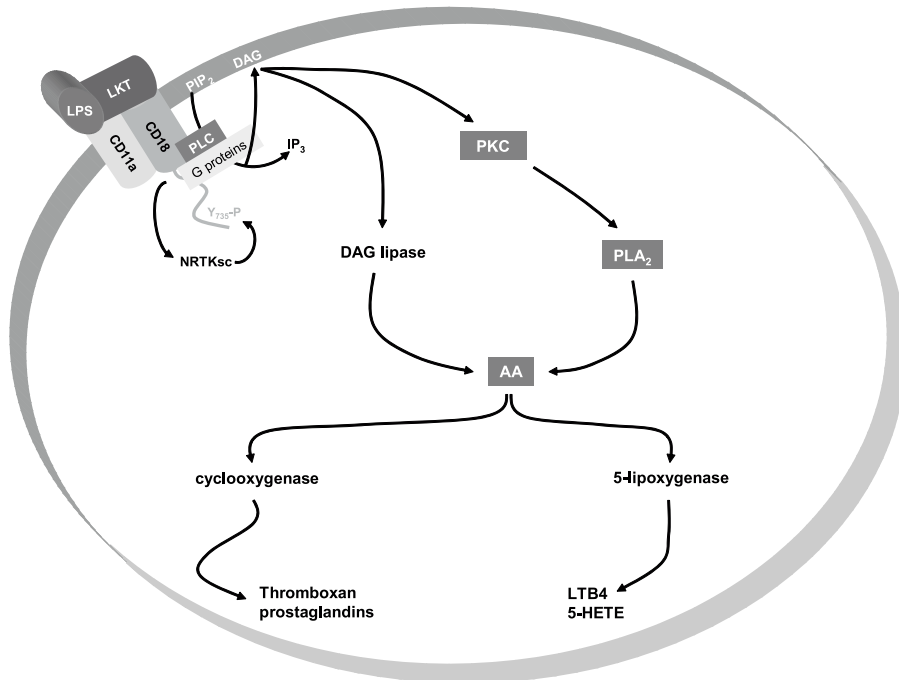 DAG
PIP₂
LKT
LPS
CD18
CD11a
PLC
G proteins
IP₃
PKC
Y₇₃₅-P
NRTKsc
DAG lipase
PLA₂
AA
cyclooxygenase
5-lipoxygenase
Thromboxan
prostaglandins
LTB4
5-HETE